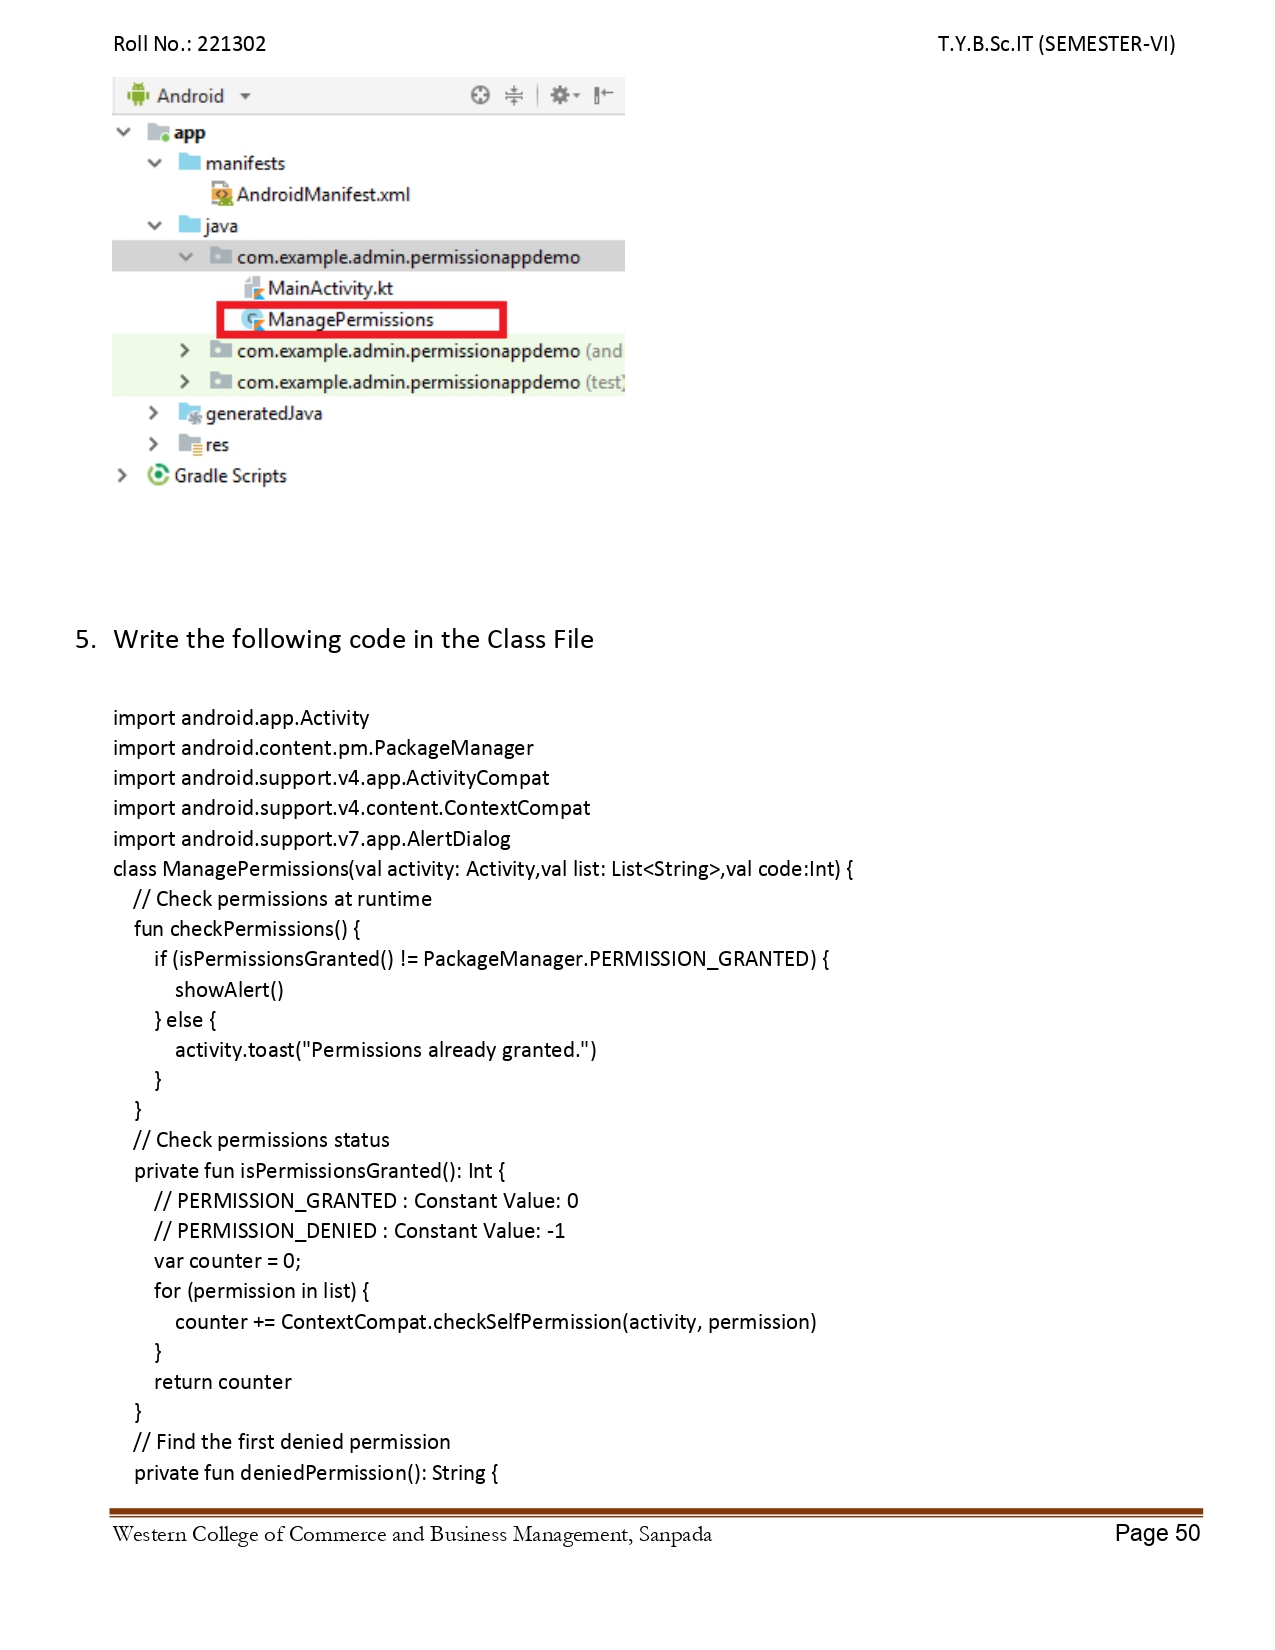 Roll No.: 221302 T.Y.B.Sc.IT (SEMESTER-VI)
Android
app
manifests
AndroidManifest.xml
java
com.example.admin.permissionappdemo
MainActivity.kt
ManagePermissions
com.example.admin.permissionappdemo (and
com.example.admin.permissionappdemo (test)
generatedJava
res
Gradle Scripts
5. Write the following code in the Class File
import android.app.Activity
import android.content.pm.PackageManager
import android.support.v4.app.ActivityCompat
import android.support.v4.content.ContextCompat
import android.support.v7.app.AlertDialog
class ManagePermissions(val activity: Activity,val list: List<String>,val code:Int) {
// Check permissions at runtime
fun checkPermissions() {
if (isPermissionsGranted() != PackageManager.PERMISSION_GRANTED) {
showAlert()
} else {
activity.toast("Permissions already granted.")
}
}
// Check permissions status
private fun isPermissionsGranted(): Int {
// PERMISSION_GRANTED : Constant Value: 0
// PERMISSION_DENIED : Constant Value: -1
var counter = 0;
for (permission in list) {
counter += ContextCompat.checkSelfPermission(activity, permission)
}
return counter
}
// Find the first denied permission
private fun deniedPermission(): String {
Western College of Commerce and Business Management, Sanpada Page 50